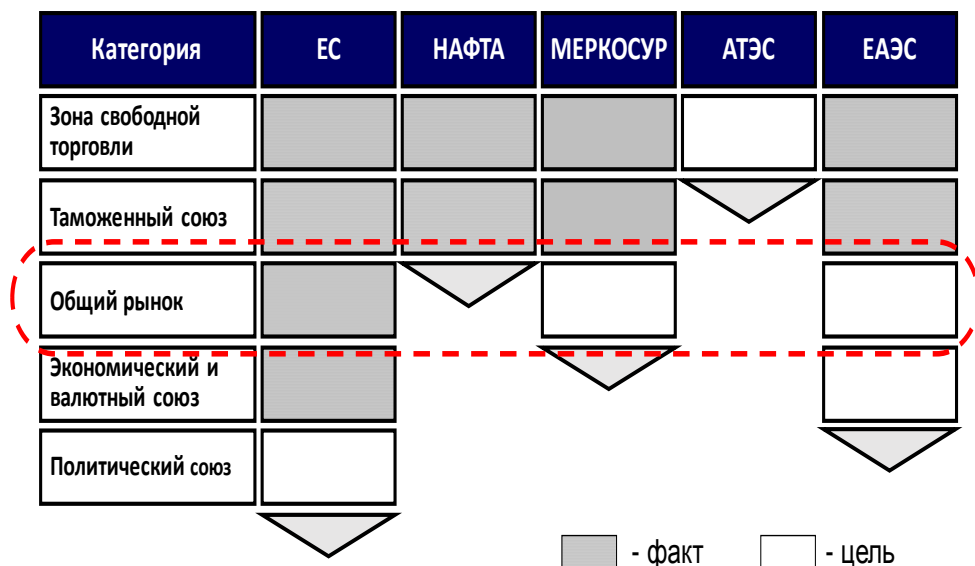 Категория
ЕС
НАФТА
МЕРКОСУР
АТЭС
ЕАЭС
Зона свободной
торговли
Таможенный союз
Общий рынок
Экономический и
валютный союз
Политический союз
- факт
- цель